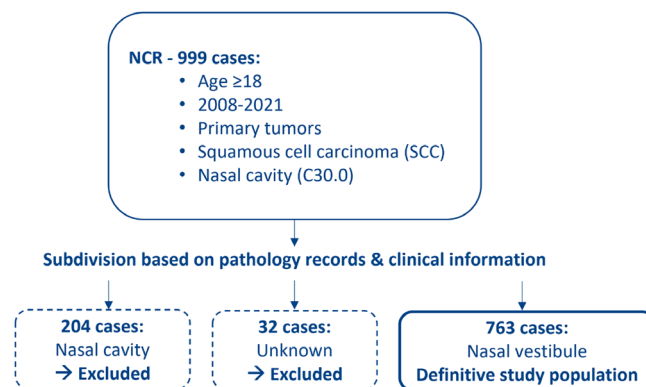 NCR - 999 cases:
• Age ≥18
• 2008-2021
• Primary tumors
• Squamous cell carcinoma (SCC)
• Nasal cavity (C30.0)
Subdivision based on pathology records & clinical information
204 cases:
Nasal cavity
→ Excluded
32 cases:
Unknown
→ Excluded
763 cases:
Nasal vestibule
Definitive study population